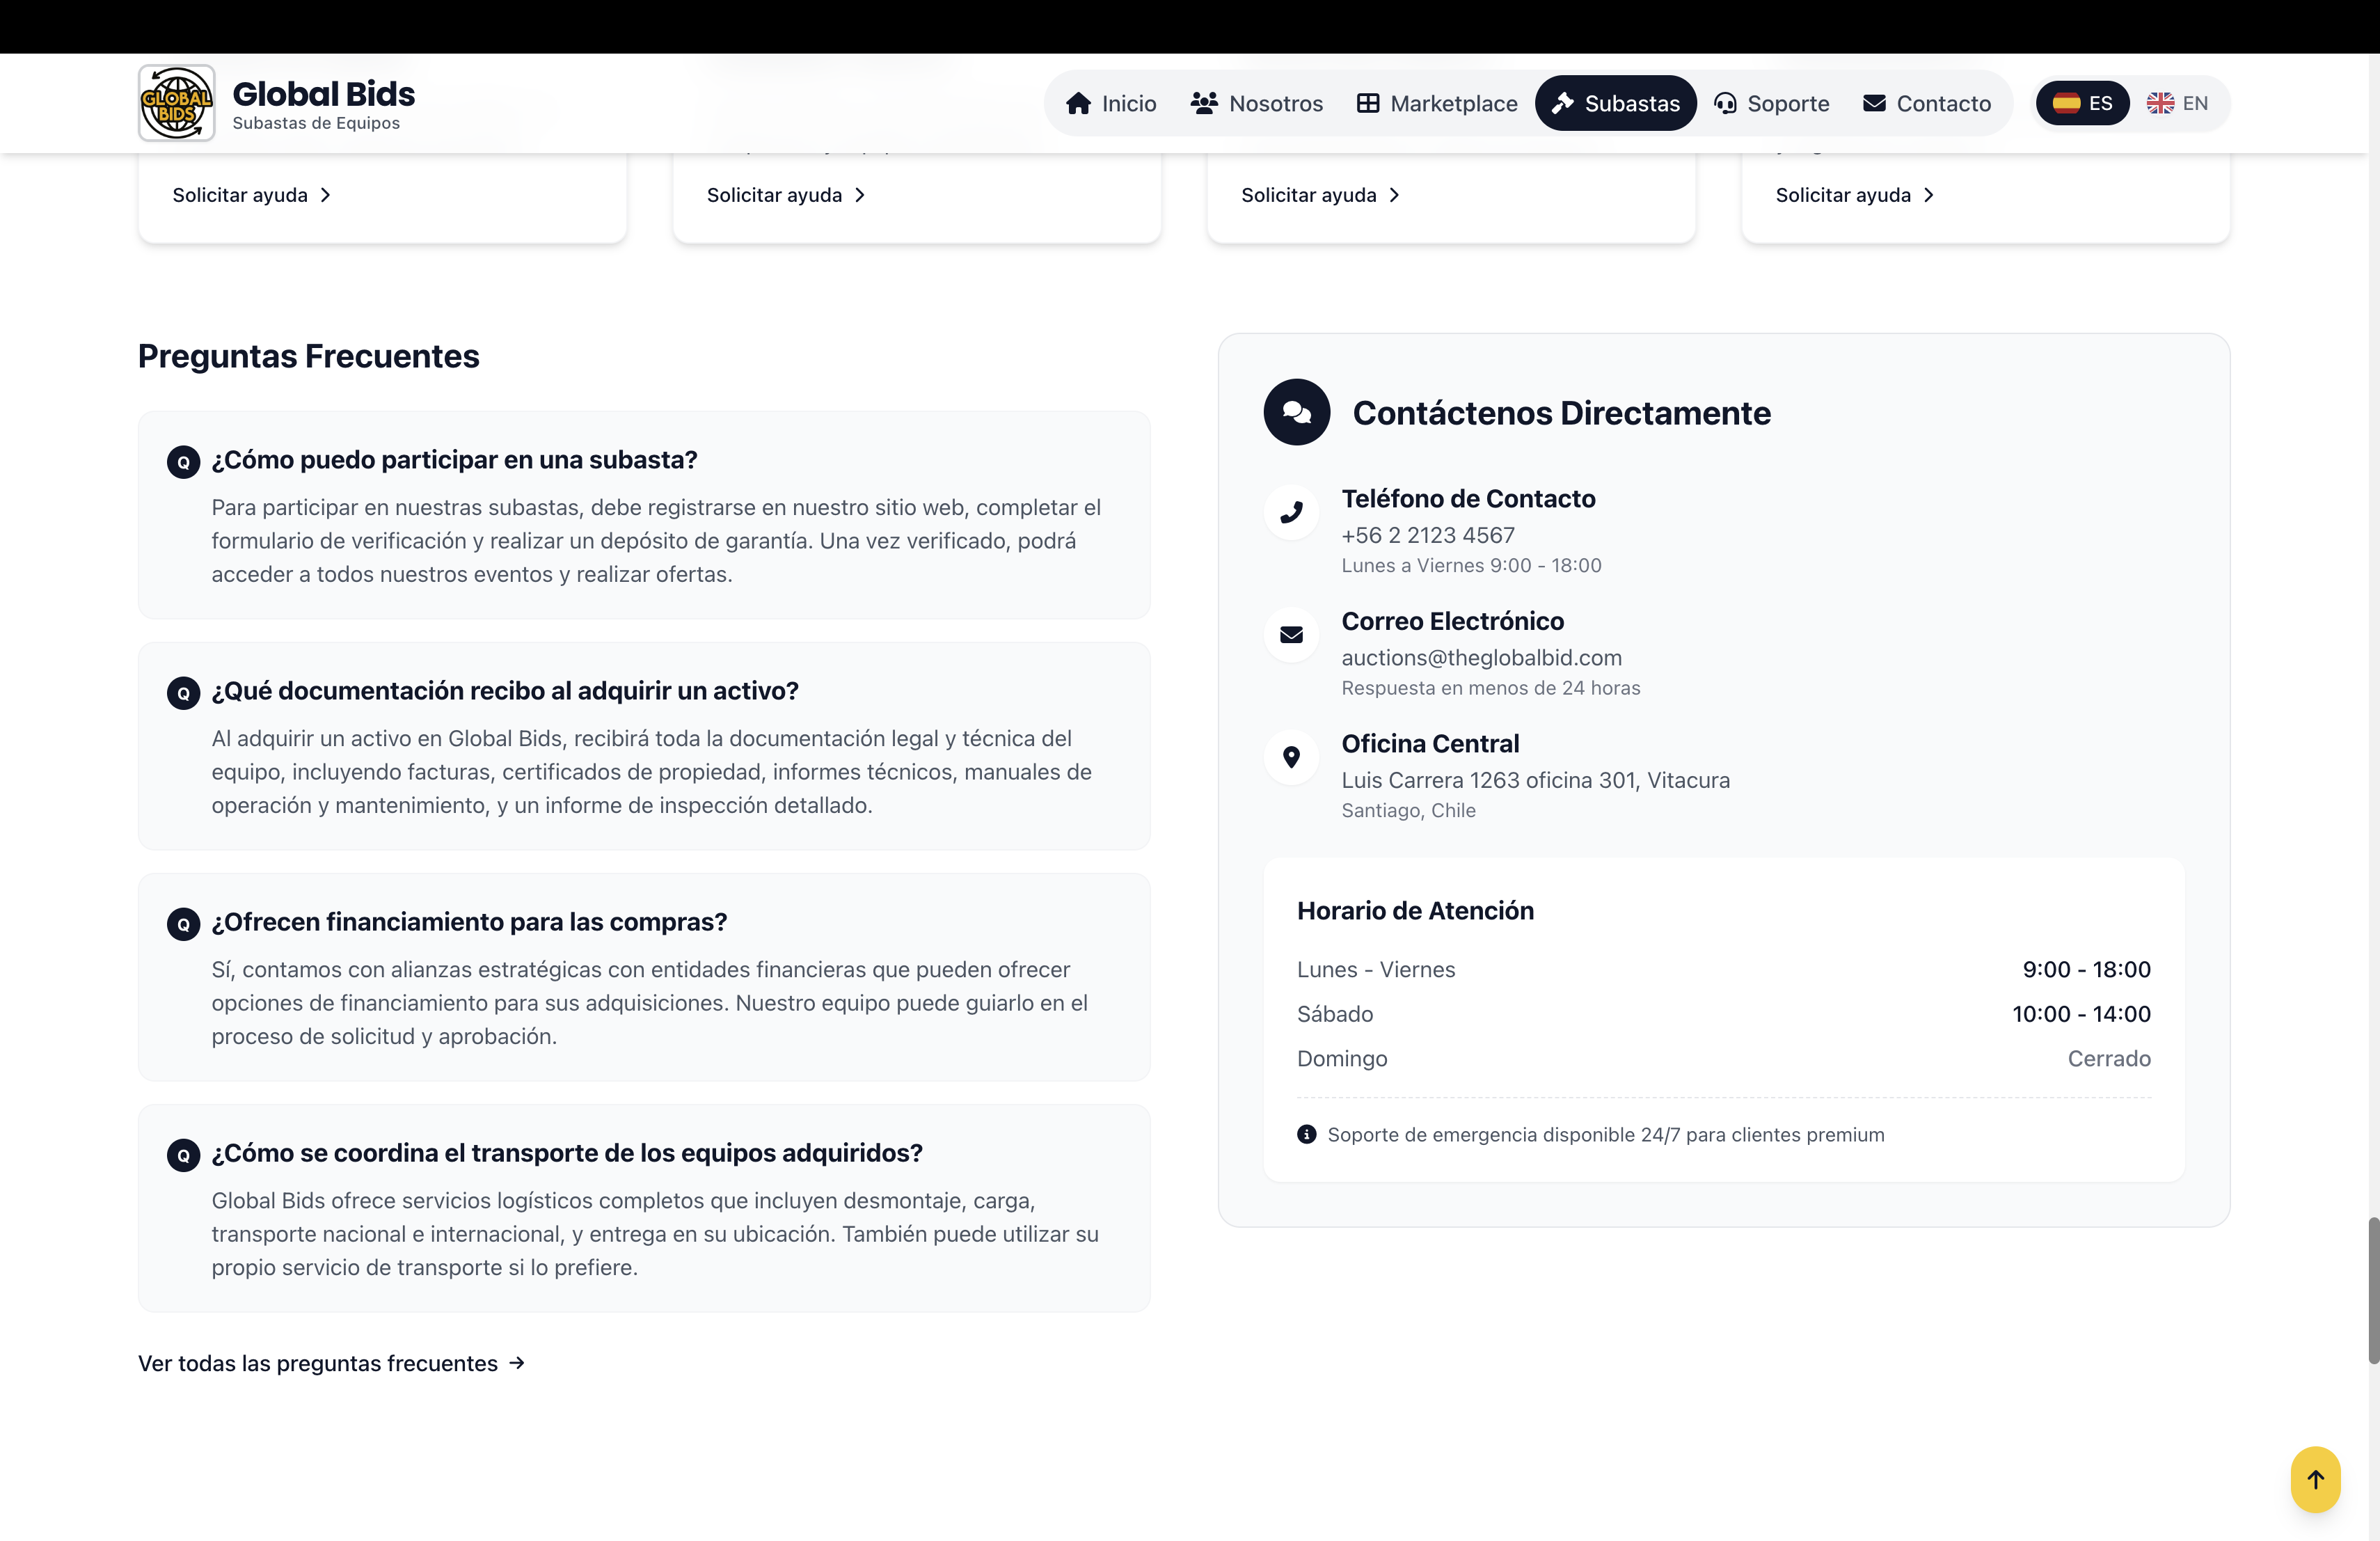 GLOBAL
BIDS
Global Bids
Subastas de Equipos
Inicio
Nosotros
Marketplace
Subastas
Soporte
Contacto
ES
EN
Solicitar ayuda
Solicitar ayuda
Solicitar ayuda
Solicitar ayuda
Preguntas Frecuentes
Q ¿Cómo puedo participar en una subasta?
Para participar en nuestras subastas, debe registrarse en nuestro sitio web, completar el
formulario de verificación y realizar un depósito de garantía. Una vez verificado, podrá
acceder a todos nuestros eventos y realizar ofertas.
Q ¿Qué documentación recibo al adquirir un activo?
Al adquirir un activo en Global Bids, recibirá toda la documentación legal y técnica del
equipo, incluyendo facturas, certificados de propiedad, informes técnicos, manuales de
operación y mantenimiento, y un informe de inspección detallado.
Q ¿Ofrecen financiamiento para las compras?
Sí, contamos con alianzas estratégicas con entidades financieras que pueden ofrecer
opciones de financiamiento para sus adquisiciones. Nuestro equipo puede guiarlo en el
proceso de solicitud y aprobación.
Q ¿Cómo se coordina el transporte de los equipos adquiridos?
Global Bids ofrece servicios logísticos completos que incluyen desmontaje, carga,
transporte nacional e internacional, y entrega en su ubicación. También puede utilizar su
propio servicio de transporte si lo prefiere.
Ver todas las preguntas frecuentes →
Contáctenos Directamente
Teléfono de Contacto
+56 2 2123 4567
Lunes a Viernes 9:00 - 18:00
Correo Electrónico
auctions@theglobalbid.com
Respuesta en menos de 24 horas
Oficina Central
Luis Carrera 1263 oficina 301, Vitacura
Santiago, Chile
Horario de Atención
Lunes - Viernes 9:00 - 18:00
Sábado 10:00 - 14:00
Domingo Cerrado
Soporte de emergencia disponible 24/7 para clientes premium